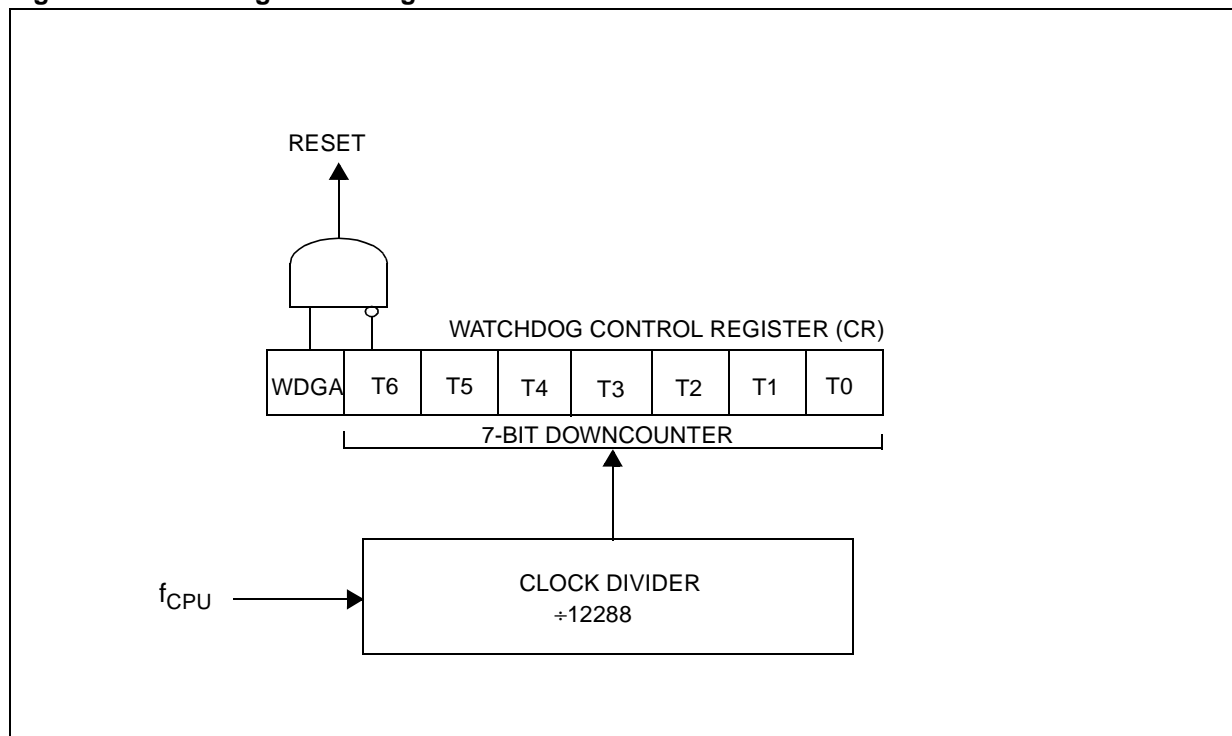 RESET
WATCHDOG CONTROL REGISTER (CR)
WDGA T6 T5 T4 T3 T2 T1 T0
7-BIT DOWNCOUNTER
fCPU
CLOCK DIVIDER
÷12288